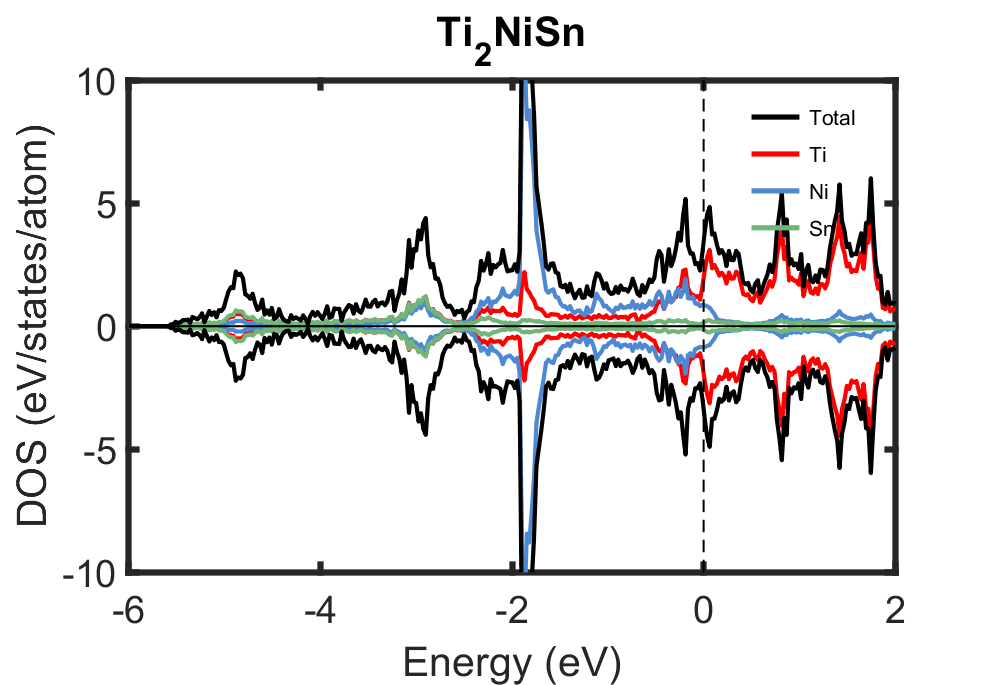 Ti2NiSn
10
5
0
-5
-10
DOS (eV/states/atom)
Total
Ti
Ni
Sn
-6
-4
-2
0
2
Energy (eV)